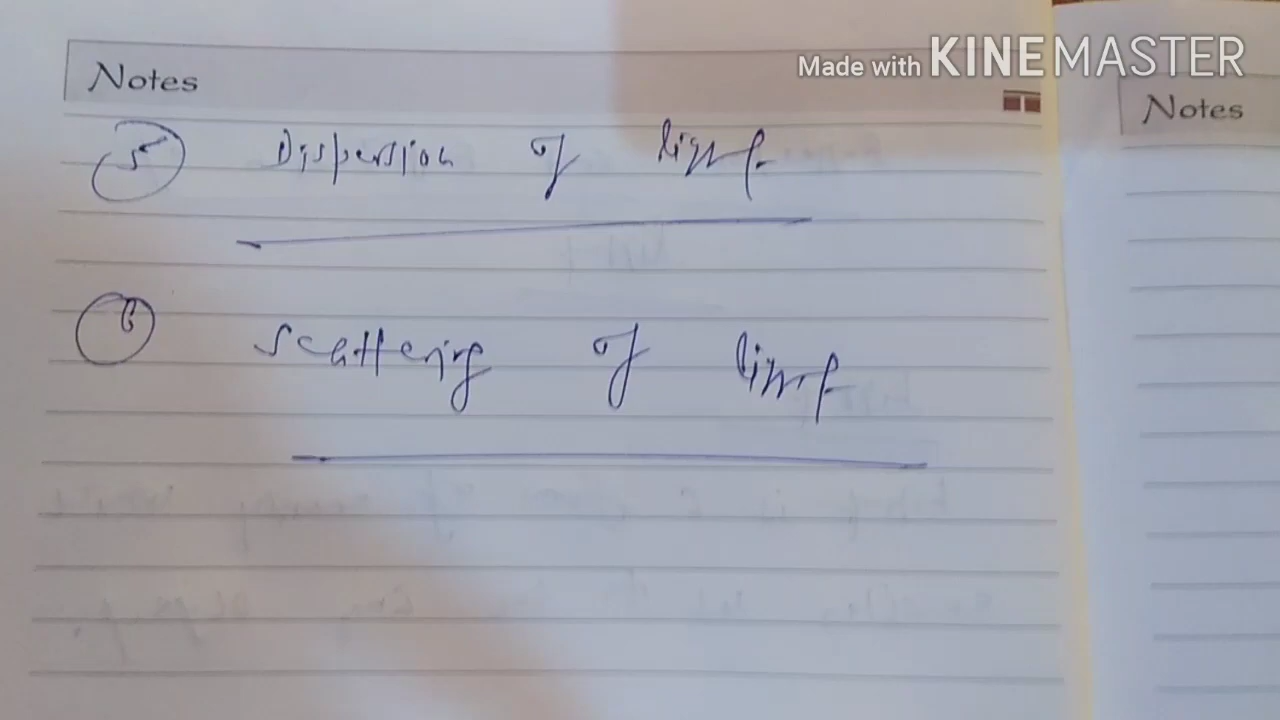 Made with KINEMASTER
Notes
Notes
5 Dispersion of light
6 Scattering of light